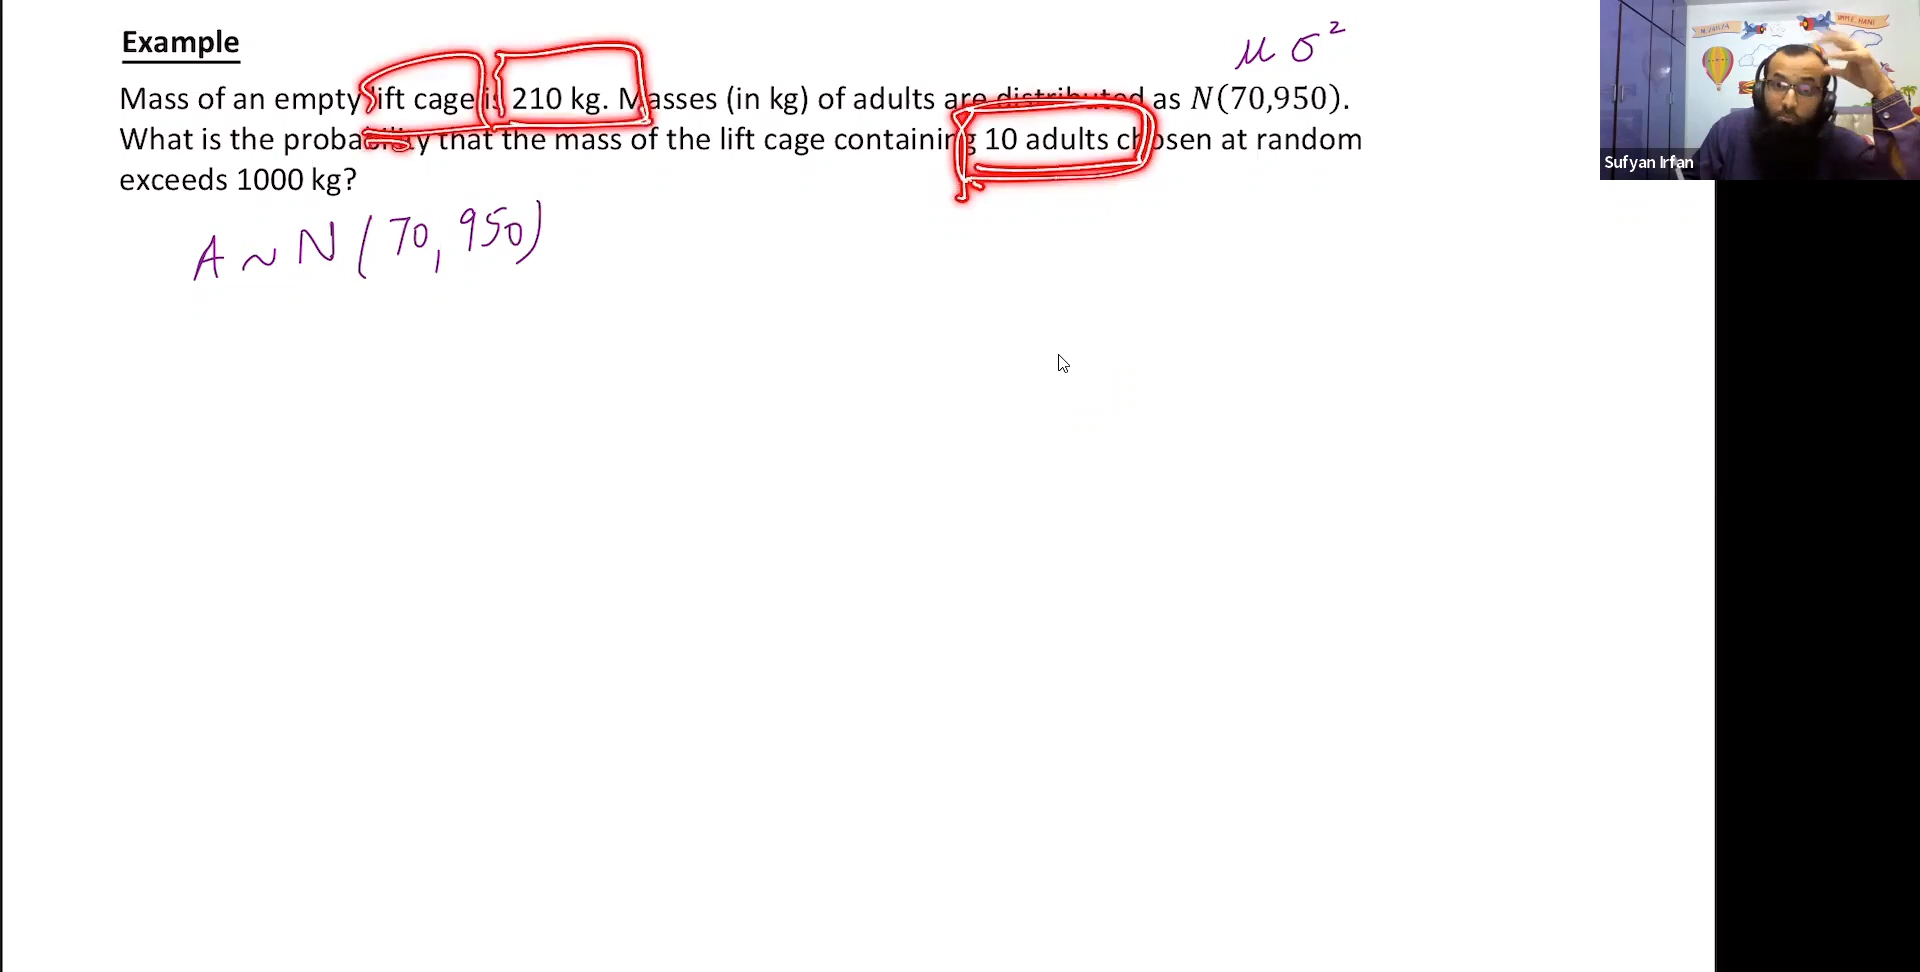 Example
μ σ²
Mass of an empty lift cage is 210 kg. Masses (in kg) of adults are distributed as N(70,950).
What is the probability that the mass of the lift cage containing 10 adults chosen at random
exceeds 1000 kg?
A ~ N(70, 950)
Sufyan Irfan